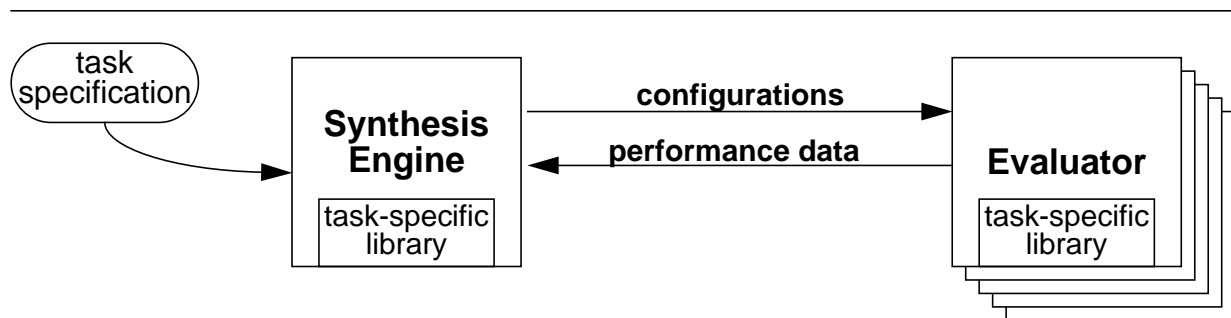 task
specification
Synthesis
Engine
task-specific
library
configurations
performance data
Evaluator
task-specific
library